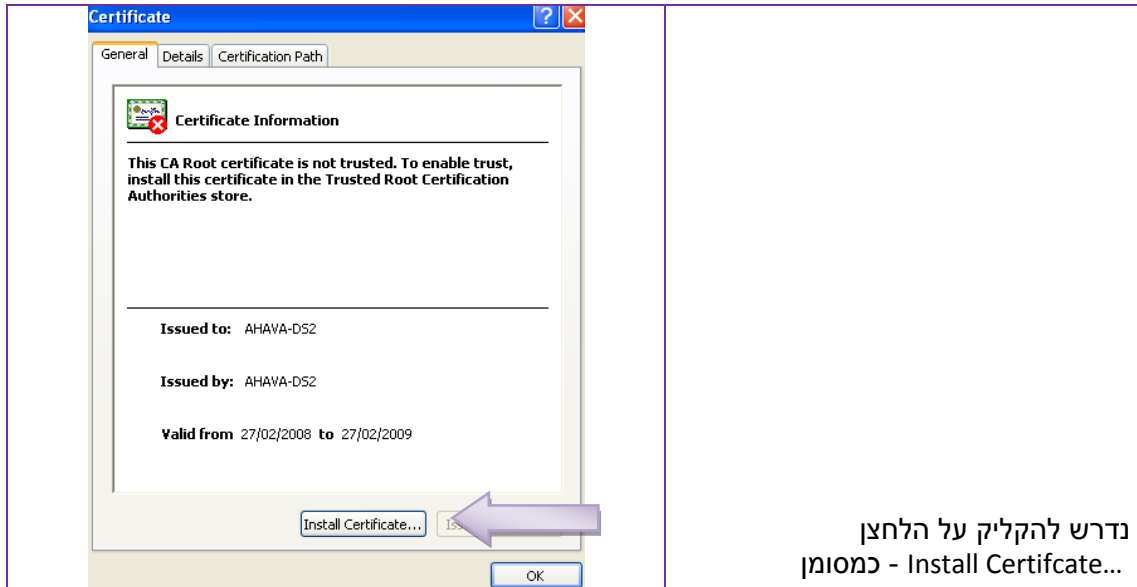 Certificate
General Details Certification Path
Certificate Information
This CA Root certificate is not trusted. To enable trust,
install this certificate in the Trusted Root Certification
Authorities store.
Issued to: AHAVA-DS2
Issued by: AHAVA-DS2
Valid from 27/02/2008 to 27/02/2009
Install Certificate...
OK
נדרש להקליק על הלחצן
Install Certifcate... - כמסומן